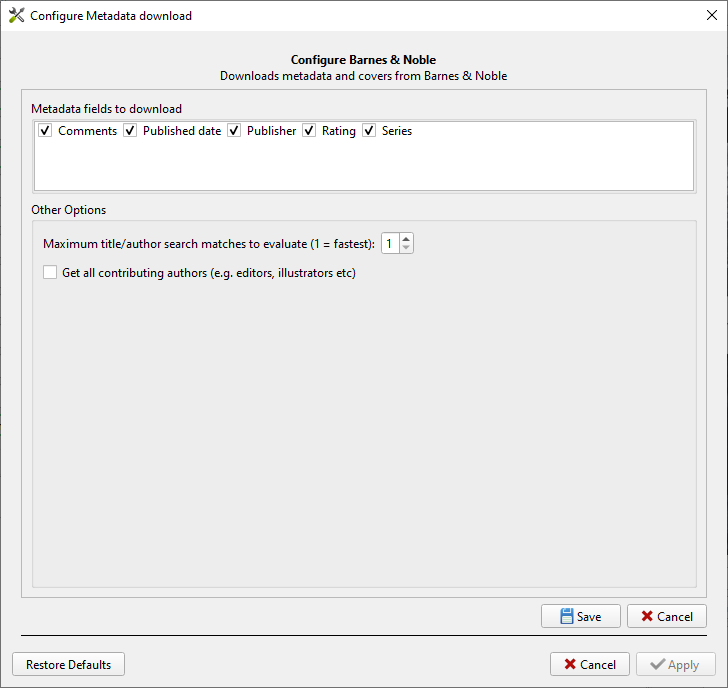 Configure Metadata download
Configure Barnes & Noble
Downloads metadata and covers from Barnes & Noble
Metadata fields to download
Comments Published date Publisher Rating Series
Other Options
Maximum title/author search matches to evaluate (1 = fastest): 1
Get all contributing authors (e.g. editors, illustrators etc)
Save Cancel
Restore Defaults Cancel Apply